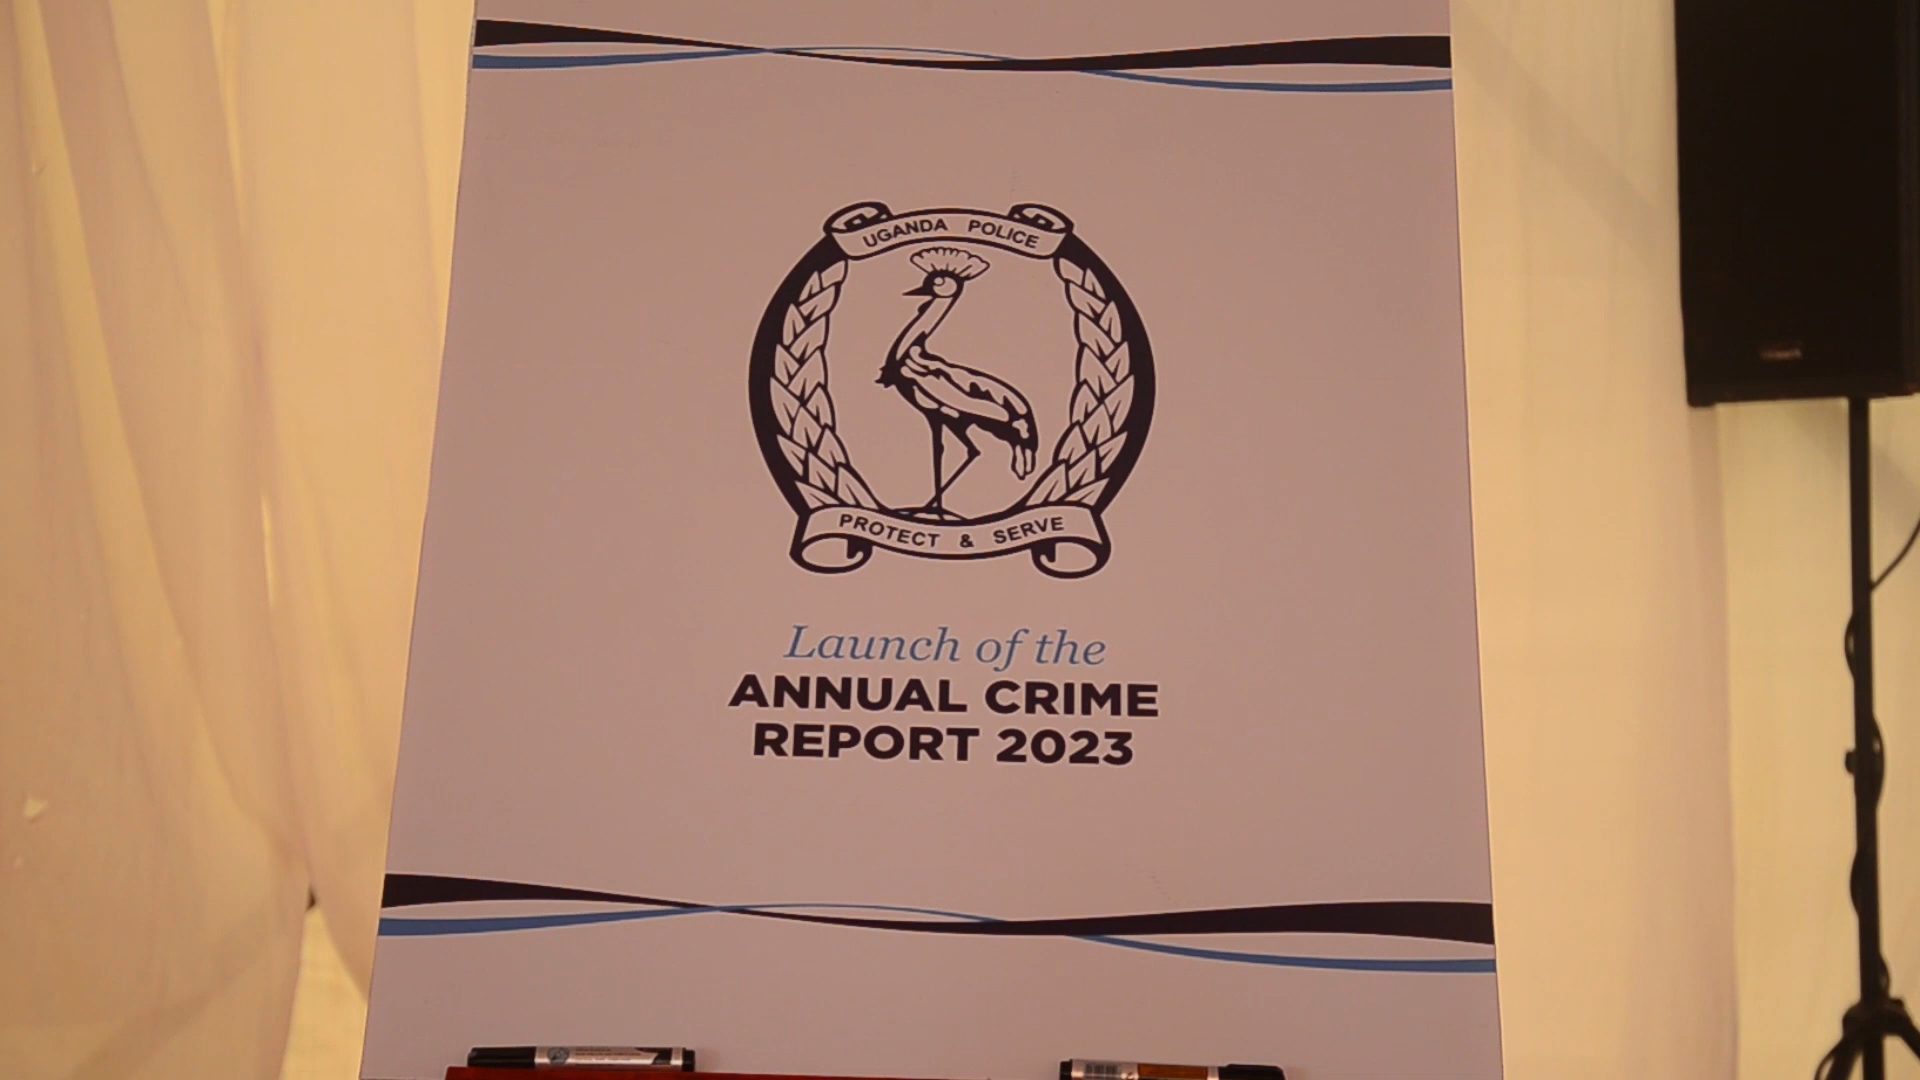 UGANDA POLICE
PROTECT & SERVE
Launch of the
ANNUAL CRIME
REPORT 2023